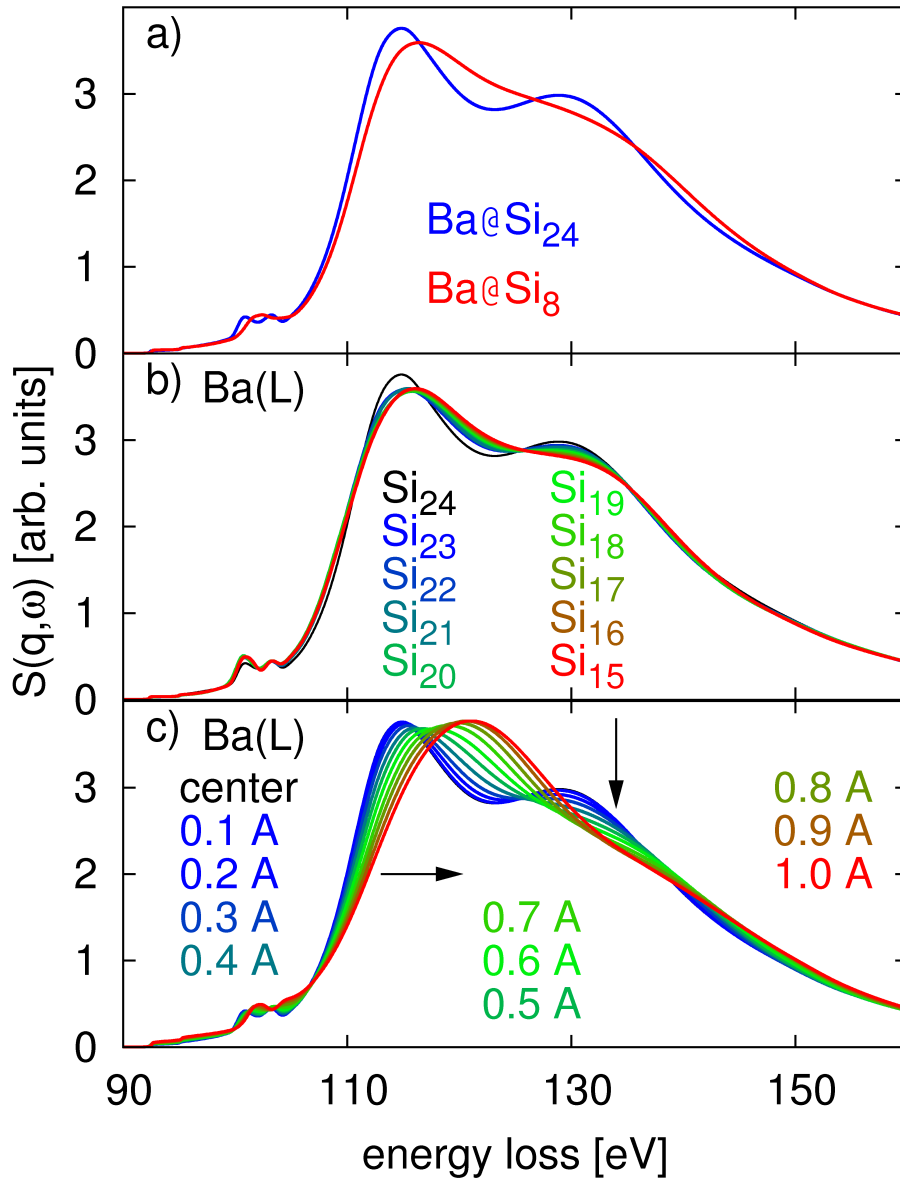 a)
3
2
1
0
Ba@Si24
Ba@Si8
b) Ba(L)
3
2
1
0
Si24 Si19
Si23 Si18
Si22 Si17
Si21 Si16
Si20 Si15
S(q,ω) [arb. units]
c) Ba(L)
3
2
1
0
center
0.1 A
0.2 A
0.3 A
0.4 A
0.7 A
0.6 A
0.5 A
0.8 A
0.9 A
1.0 A
90 110 130 150
energy loss [eV]